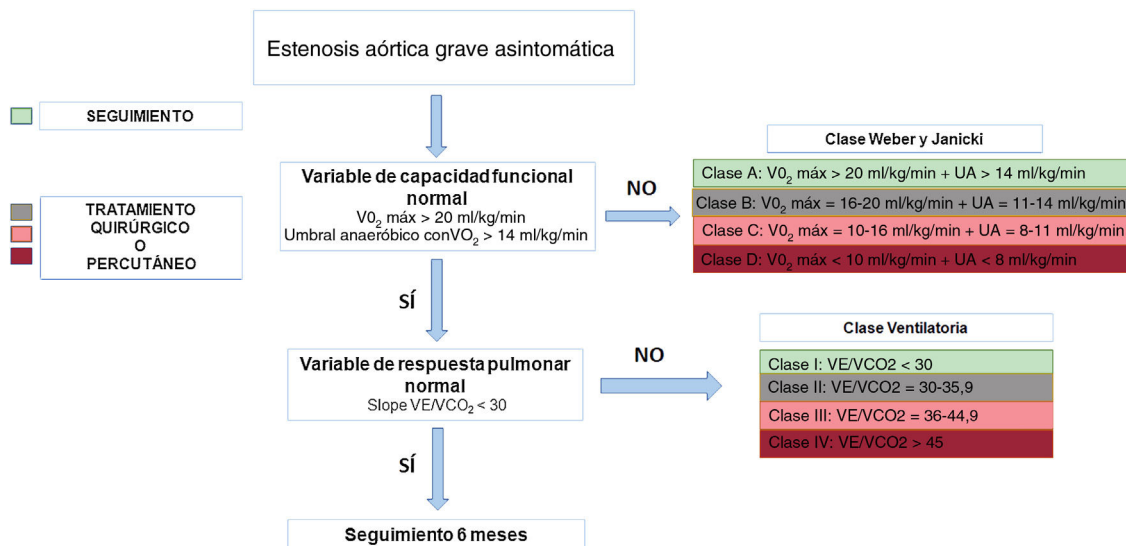 Estenosis aórtica grave asintomática
SEGUIMIENTO
TRATAMIENTO
QUIRÚRGICO
O
PERCUTÁNEO
Variable de capacidad funcional
normal
V0₂ máx > 20 ml/kg/min
Umbral anaeróbico conVO₂ > 14 ml/kg/min
NO
Clase Weber y Janicki
Clase A: V0₂ máx > 20 ml/kg/min + UA > 14 ml/kg/min
Clase B: V0₂ máx = 16-20 ml/kg/min + UA = 11-14 ml/kg/min
Clase C: V0₂ máx = 10-16 ml/kg/min + UA = 8-11 ml/kg/min
Clase D: V0₂ máx < 10 ml/kg/min + UA < 8 ml/kg/min
SÍ
Variable de respuesta pulmonar
normal
Slope VE/VCO₂ < 30
NO
Clase Ventilatoria
Clase I: VE/VCO2 < 30
Clase II: VE/VCO2 = 30-35,9
Clase III: VE/VCO2 = 36-44,9
Clase IV: VE/VCO2 > 45
SÍ
Seguimiento 6 meses